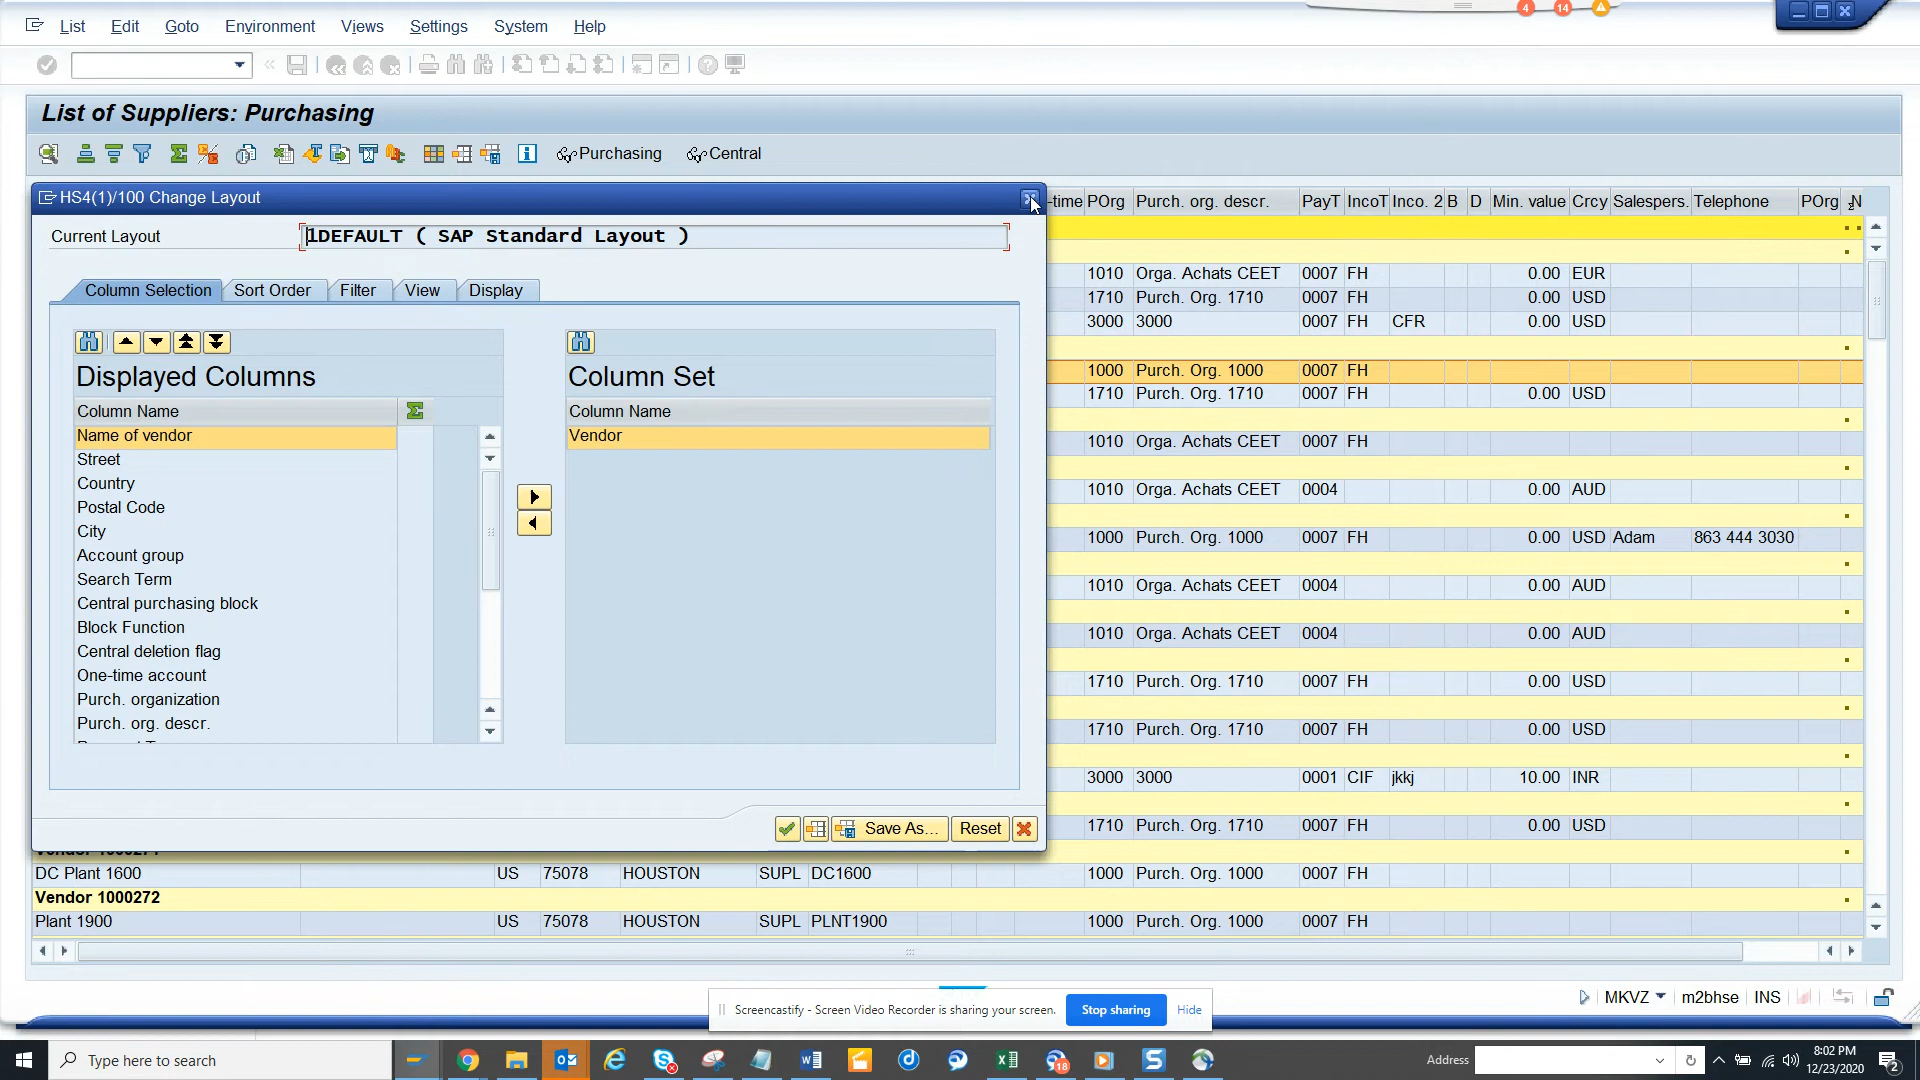 List Edit Goto Environment Views Settings System Help
4 14
List of Suppliers: Purchasing
Purchasing Central
HS4(1)/100 Change Layout
Current Layout 1DEFAULT ( SAP Standard Layout )
Column Selection Sort Order Filter View Display
Displayed Columns
Column Name
Name of vendor
Street
Country
Postal Code
City
Account group
Search Term
Central purchasing block
Block Function
Central deletion flag
One-time account
Purch. organization
Purch. org. descr.
Column Set
Column Name
Vendor
Save As... Reset
-time POrg Purch. org. descr. PayT IncoT Inco. 2 B D Min. value Crcy Salespers. Telephone POrg N
1010 Orga. Achats CEET 0007 FH 0.00 EUR
1710 Purch. Org. 1710 0007 FH 0.00 USD
3000 3000 0007 FH CFR 0.00 USD
1000 Purch. Org. 1000 0007 FH
1710 Purch. Org. 1710 0007 FH 0.00 USD
1010 Orga. Achats CEET 0007 FH
1010 Orga. Achats CEET 0004 0.00 AUD
1000 Purch. Org. 1000 0007 FH 0.00 USD Adam 863 444 3030
1010 Orga. Achats CEET 0004 0.00 AUD
1010 Orga. Achats CEET 0004 0.00 AUD
1710 Purch. Org. 1710 0007 FH 0.00 USD
1710 Purch. Org. 1710 0007 FH 0.00 USD
3000 3000 0001 CIF jkkj 10.00 INR
1710 Purch. Org. 1710 0007 FH 0.00 USD
DC Plant 1600 US 75078 HOUSTON SUPL DC1600 1000 Purch. Org. 1000 0007 FH
Vendor 1000272
Plant 1900 US 75078 HOUSTON SUPL PLNT1900 1000 Purch. Org. 1000 0007 FH
MKVZ m2bhse INS
Screencastify - Screen Video Recorder is sharing your screen. Stop sharing Hide
Type here to search
18
Address
8:02 PM
12/23/2020
2